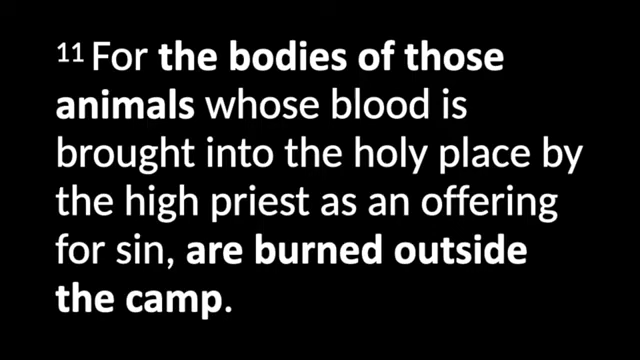 11 For the bodies of those
animals whose blood is
brought into the holy place by
the high priest as an offering
for sin, are burned outside
the camp.